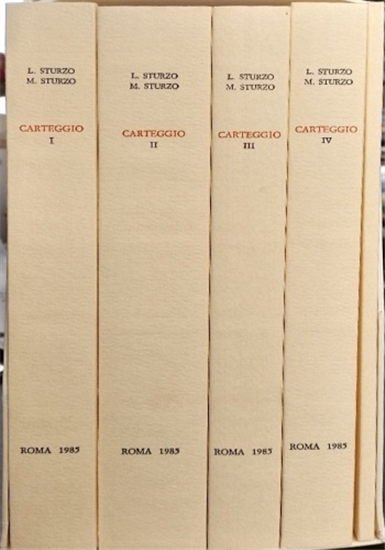 L. STURZO
M. STURZO
CARTEGGIO
I
ROMA 1985
L. STURZO
M. STURZO
CARTEGGIO
II
ROMA 1985
L. STURZO
M. STURZO
CARTEGGIO
III
ROMA 1985
L. STURZO
M. STURZO
CARTEGGIO
IV
ROMA 1985